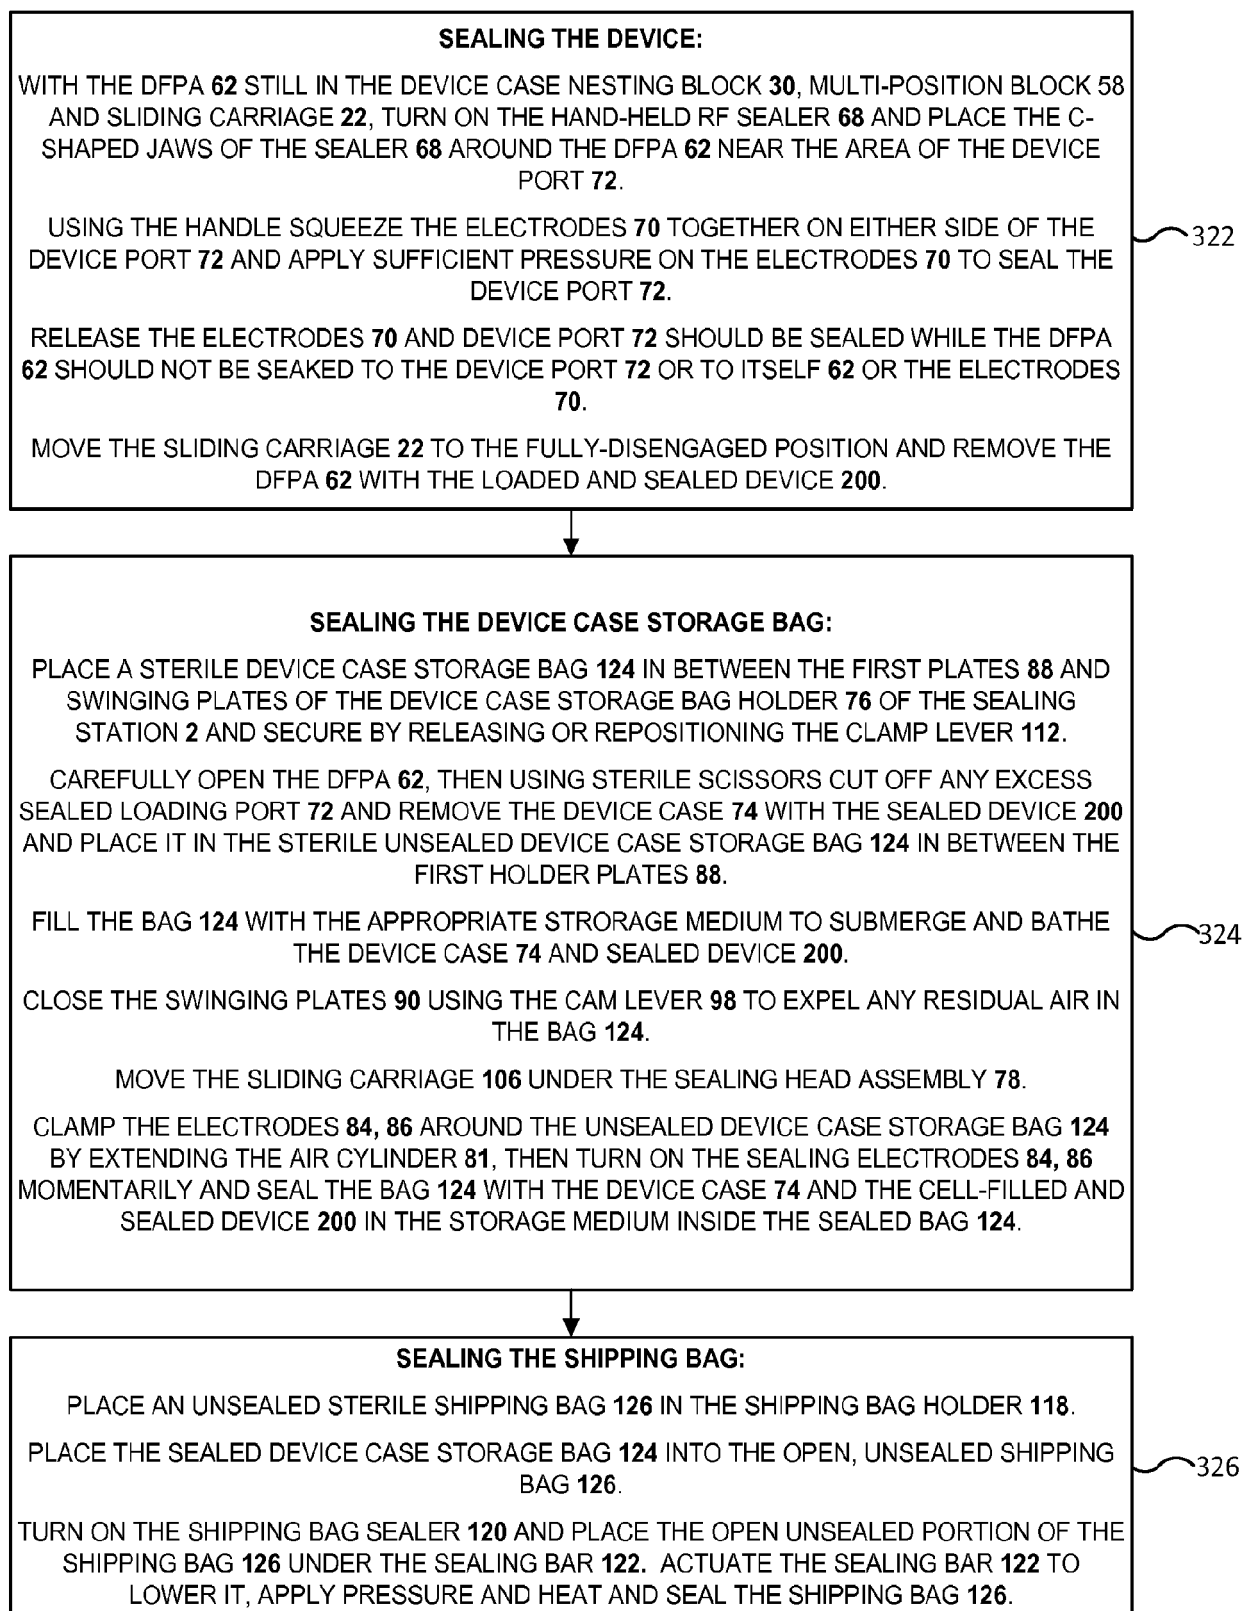 SEALING THE DEVICE:
WITH THE DFPA 62 STILL IN THE DEVICE CASE NESTING BLOCK 30, MULTI-POSITION BLOCK 58
AND SLIDING CARRIAGE 22, TURN ON THE HAND-HELD RF SEALER 68 AND PLACE THE C-
SHAPED JAWS OF THE SEALER 68 AROUND THE DFPA 62 NEAR THE AREA OF THE DEVICE
PORT 72.
USING THE HANDLE SQUEEZE THE ELECTRODES 70 TOGETHER ON EITHER SIDE OF THE
DEVICE PORT 72 AND APPLY SUFFICIENT PRESSURE ON THE ELECTRODES 70 TO SEAL THE
DEVICE PORT 72.
RELEASE THE ELECTRODES 70 AND DEVICE PORT 72 SHOULD BE SEALED WHILE THE DFPA
62 SHOULD NOT BE SEAKED TO THE DEVICE PORT 72 OR TO ITSELF 62 OR THE ELECTRODES
70.
MOVE THE SLIDING CARRIAGE 22 TO THE FULLY-DISENGAGED POSITION AND REMOVE THE
DFPA 62 WITH THE LOADED AND SEALED DEVICE 200.
322
SEALING THE DEVICE CASE STORAGE BAG:
PLACE A STERILE DEVICE CASE STORAGE BAG 124 IN BETWEEN THE FIRST PLATES 88 AND
SWINGING PLATES OF THE DEVICE CASE STORAGE BAG HOLDER 76 OF THE SEALING
STATION 2 AND SECURE BY RELEASING OR REPOSITIONING THE CLAMP LEVER 112.
CAREFULLY OPEN THE DFPA 62, THEN USING STERILE SCISSORS CUT OFF ANY EXCESS
SEALED LOADING PORT 72 AND REMOVE THE DEVICE CASE 74 WITH THE SEALED DEVICE 200
AND PLACE IT IN THE STERILE UNSEALED DEVICE CASE STORAGE BAG 124 IN BETWEEN THE
FIRST HOLDER PLATES 88.
FILL THE BAG 124 WITH THE APPROPRIATE STRORAGE MEDIUM TO SUBMERGE AND BATHE
THE DEVICE CASE 74 AND SEALED DEVICE 200.
CLOSE THE SWINGING PLATES 90 USING THE CAM LEVER 98 TO EXPEL ANY RESIDUAL AIR IN
THE BAG 124.
MOVE THE SLIDING CARRIAGE 106 UNDER THE SEALING HEAD ASSEMBLY 78.
CLAMP THE ELECTRODES 84, 86 AROUND THE UNSEALED DEVICE CASE STORAGE BAG 124
BY EXTENDING THE AIR CYLINDER 81, THEN TURN ON THE SEALING ELECTRODES 84, 86
MOMENTARILY AND SEAL THE BAG 124 WITH THE DEVICE CASE 74 AND THE CELL-FILLED AND
SEALED DEVICE 200 IN THE STORAGE MEDIUM INSIDE THE SEALED BAG 124.
324
SEALING THE SHIPPING BAG:
PLACE AN UNSEALED STERILE SHIPPING BAG 126 IN THE SHIPPING BAG HOLDER 118.
PLACE THE SEALED DEVICE CASE STORAGE BAG 124 INTO THE OPEN, UNSEALED SHIPPING
BAG 126.
TURN ON THE SHIPPING BAG SEALER 120 AND PLACE THE OPEN UNSEALED PORTION OF THE
SHIPPING BAG 126 UNDER THE SEALING BAR 122. ACTUATE THE SEALING BAR 122 TO
LOWER IT, APPLY PRESSURE AND HEAT AND SEAL THE SHIPPING BAG 126.
326